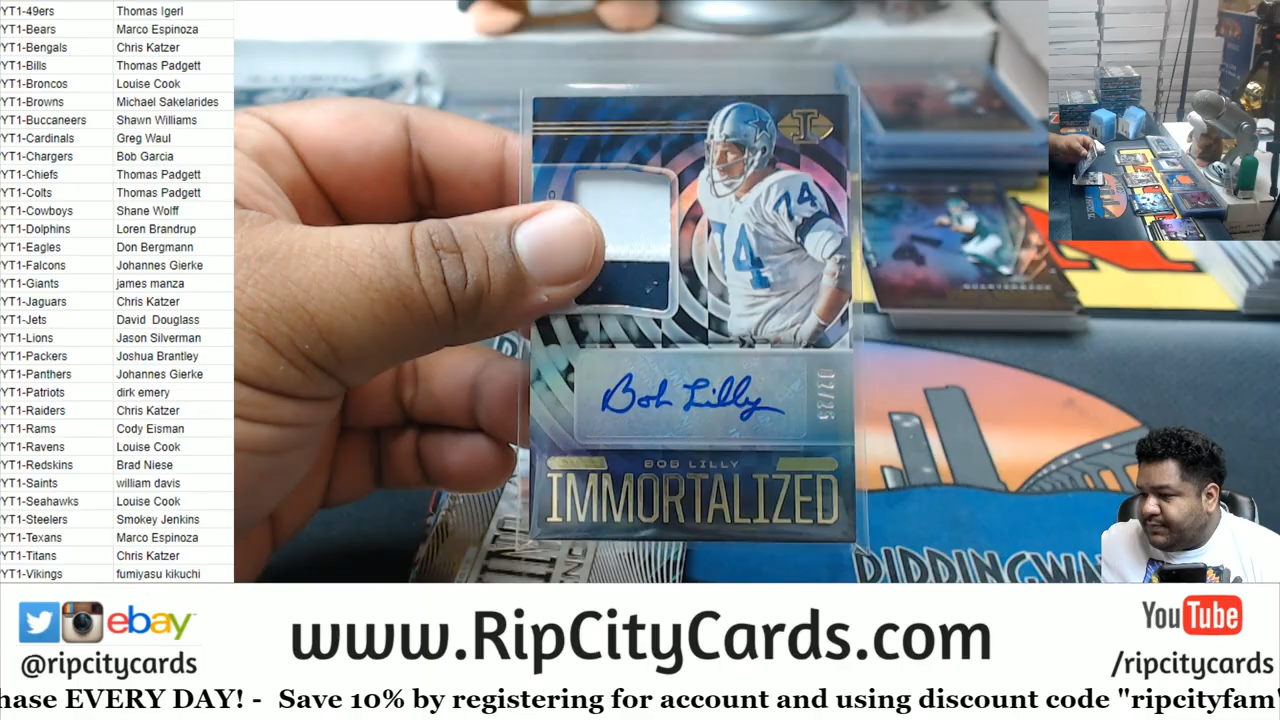 YT1-49ers Thomas Igerl
YT1-Bears Marco Espinoza
YT1-Bengals Chris Katzer
YT1-Bills Thomas Padgett
YT1-Broncos Louise Cook
YT1-Browns Michael Sakelarides
YT1-Buccaneers Shawn Williams
YT1-Cardinals Greg Waul
YT1-Chargers Bob Garcia
YT1-Chiefs Thomas Padgett
YT1-Colts Thomas Padgett
YT1-Cowboys Shane Wolff
YT1-Dolphins Loren Brandrup
YT1-Eagles Don Bergmann
YT1-Falcons Johannes Gierke
YT1-Giants james manza
YT1-Jaguars Chris Katzer
YT1-Jets David Douglass
YT1-Lions Jason Silverman
YT1-Packers Joshua Brantley
YT1-Panthers Johannes Gierke
YT1-Patriots dirk emery
YT1-Raiders Chris Katzer
YT1-Rams Cody Eisman
YT1-Ravens Louise Cook
YT1-Redskins Brad Niese
YT1-Saints william davis
YT1-Seahawks Louise Cook
YT1-Steelers Smokey Jenkins
YT1-Texans Marco Espinoza
YT1-Titans Chris Katzer
YT1-Vikings fumiyasu kikuchi
I
74
74
Bob Lilly
BOB LILLY
IMMORTALIZED
QUARTERBACK
RIPPINGWA
ebay
@ripcitycards
www.RipCityCards.com
YouTube
/ripcitycards
hase EVERY DAY! - Save 10% by registering for account and using discount code "ripcityfam"